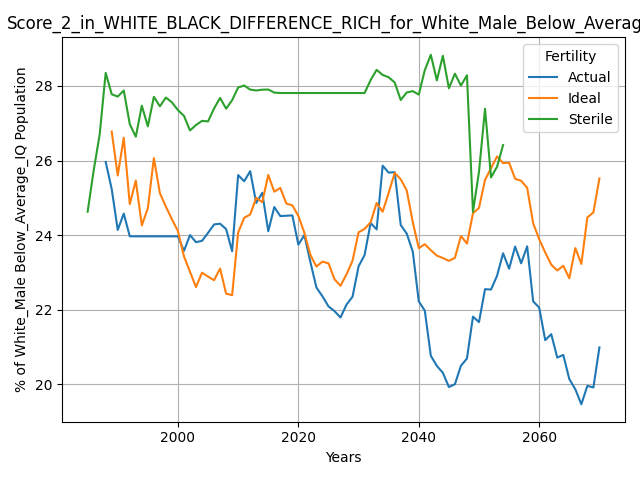 Score_2_in_WHITE_BLACK_DIFFERENCE_RICH_for_White_Male_Below_Averag
% of White_Male Below_Average_IQ Population
28
26
24
22
20
Fertility
Actual
Ideal
Sterile
2000 2020 2040 2060
Years